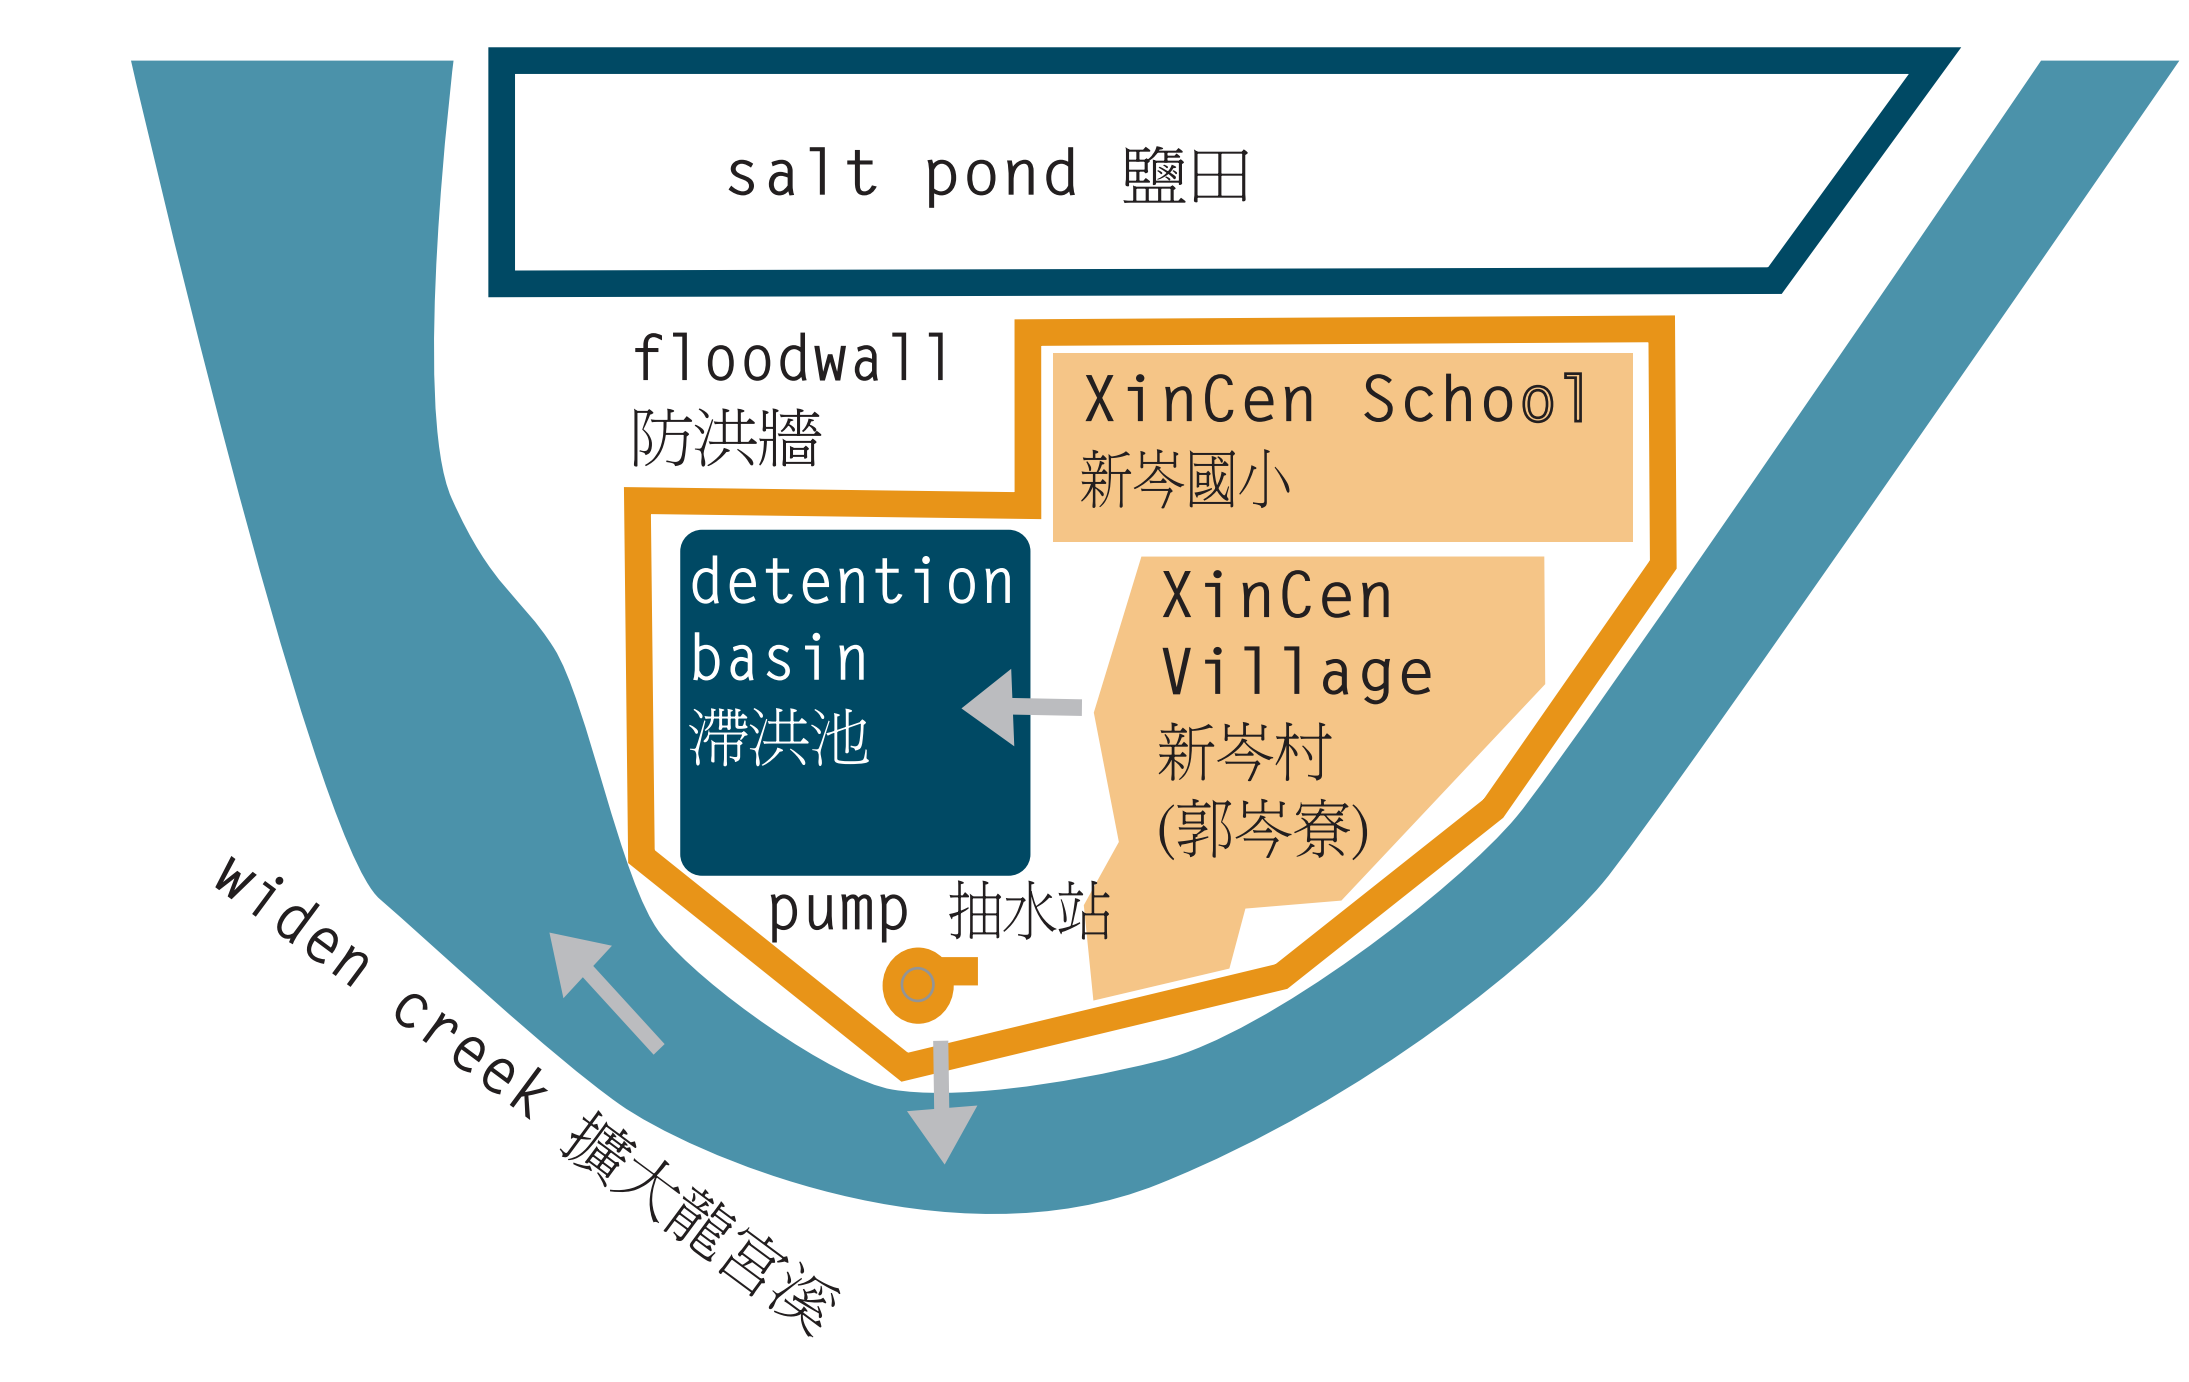 salt pond 鹽田
floodwall
防洪牆
XinCen School
新岑國小
detention
basin
滯洪池
XinCen
Village
新岑村
(郭岑寮)
pump 抽水站
widen creek 擴大龍宮溪